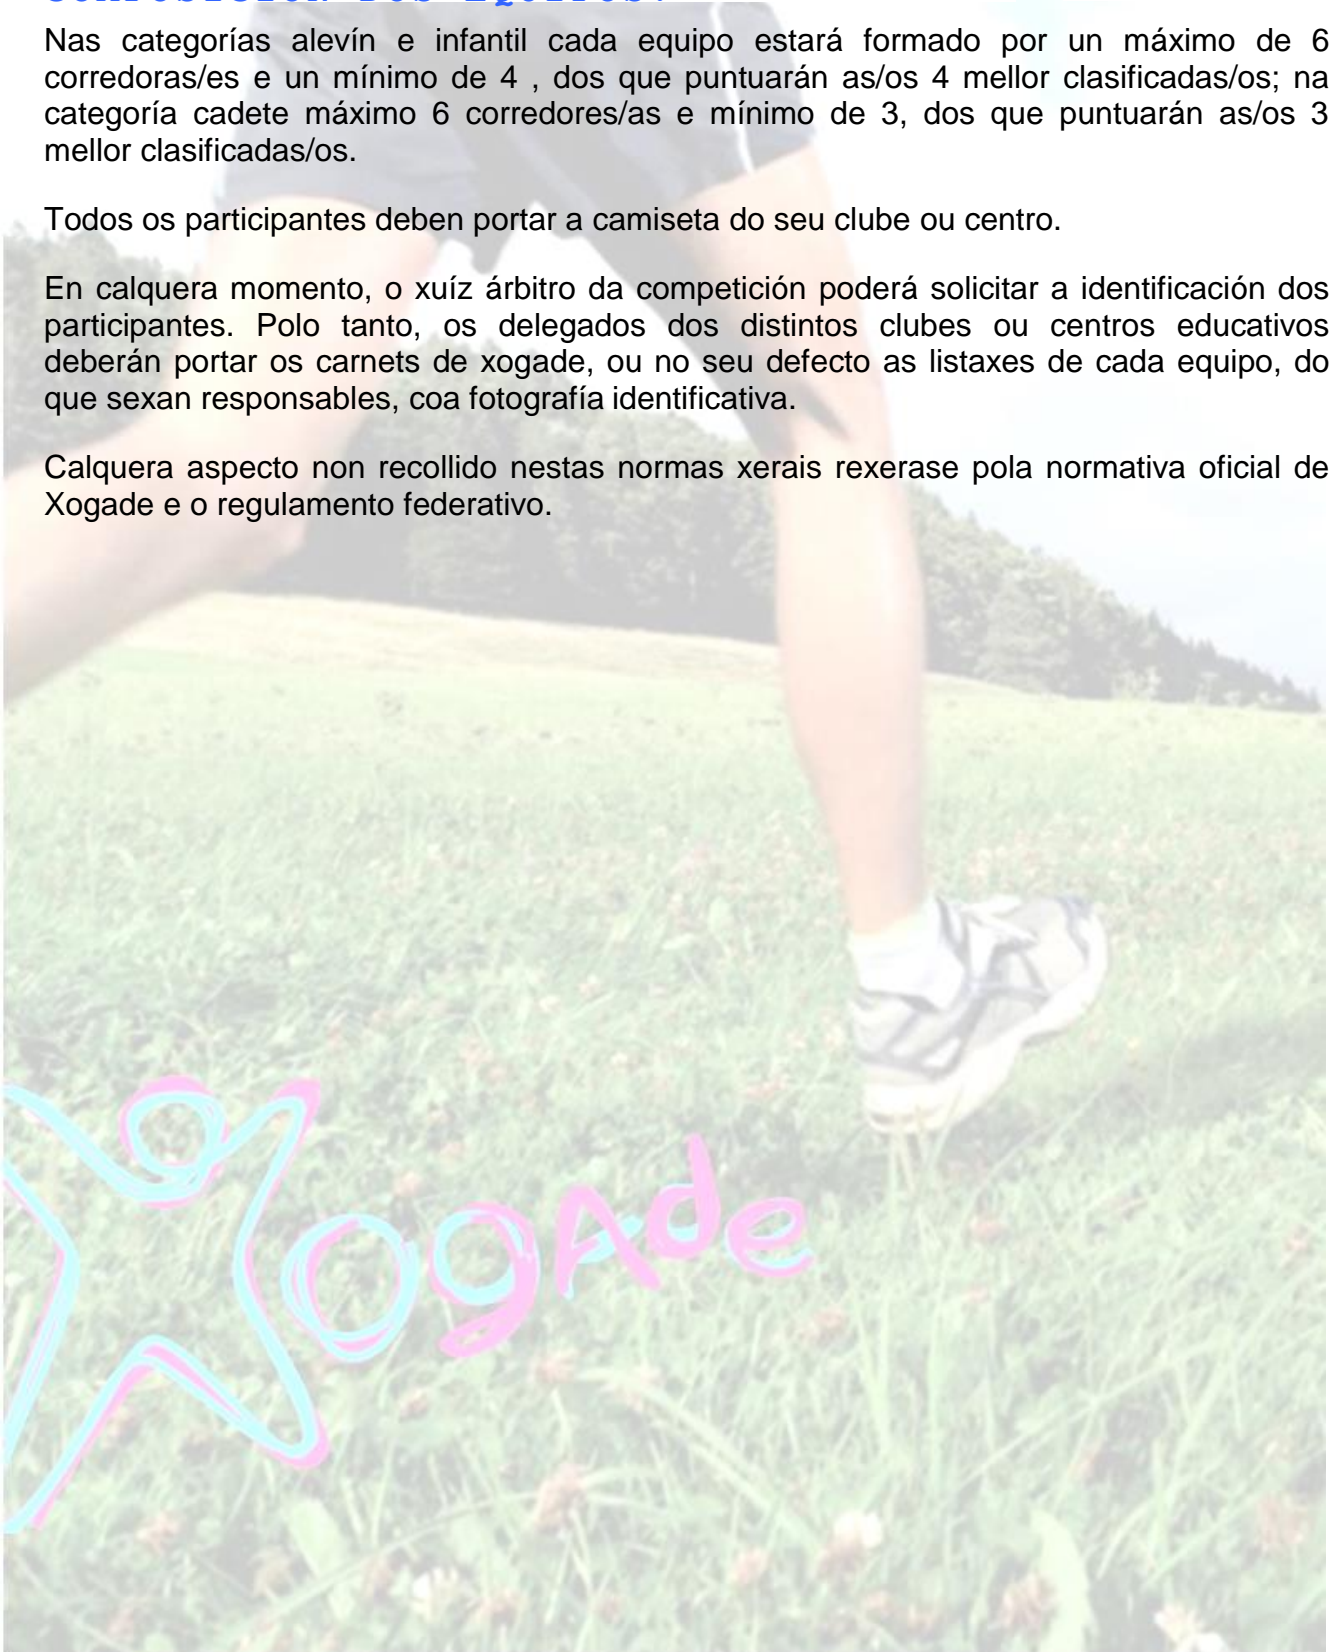 Nas categorías alevín e infantil cada equipo estará formado por un máximo de 6
corredoras/es e un mínimo de 4 , dos que puntuarán as/os 4 mellor clasificadas/os; na
categoría cadete máximo 6 corredores/as e mínimo de 3, dos que puntuarán as/os 3
mellor clasificadas/os.
Todos os participantes deben portar a camiseta do seu clube ou centro.
En calquera momento, o xuíz árbitro da competición poderá solicitar a identificación dos
participantes. Polo tanto, os delegados dos distintos clubes ou centros educativos
deberán portar os carnets de xogade, ou no seu defecto as listaxes de cada equipo, do
que sexan responsables, coa fotografía identificativa.
Calquera aspecto non recollido nestas normas xerais rexerase pola normativa oficial de
Xogade e o regulamento federativo.
XogAde